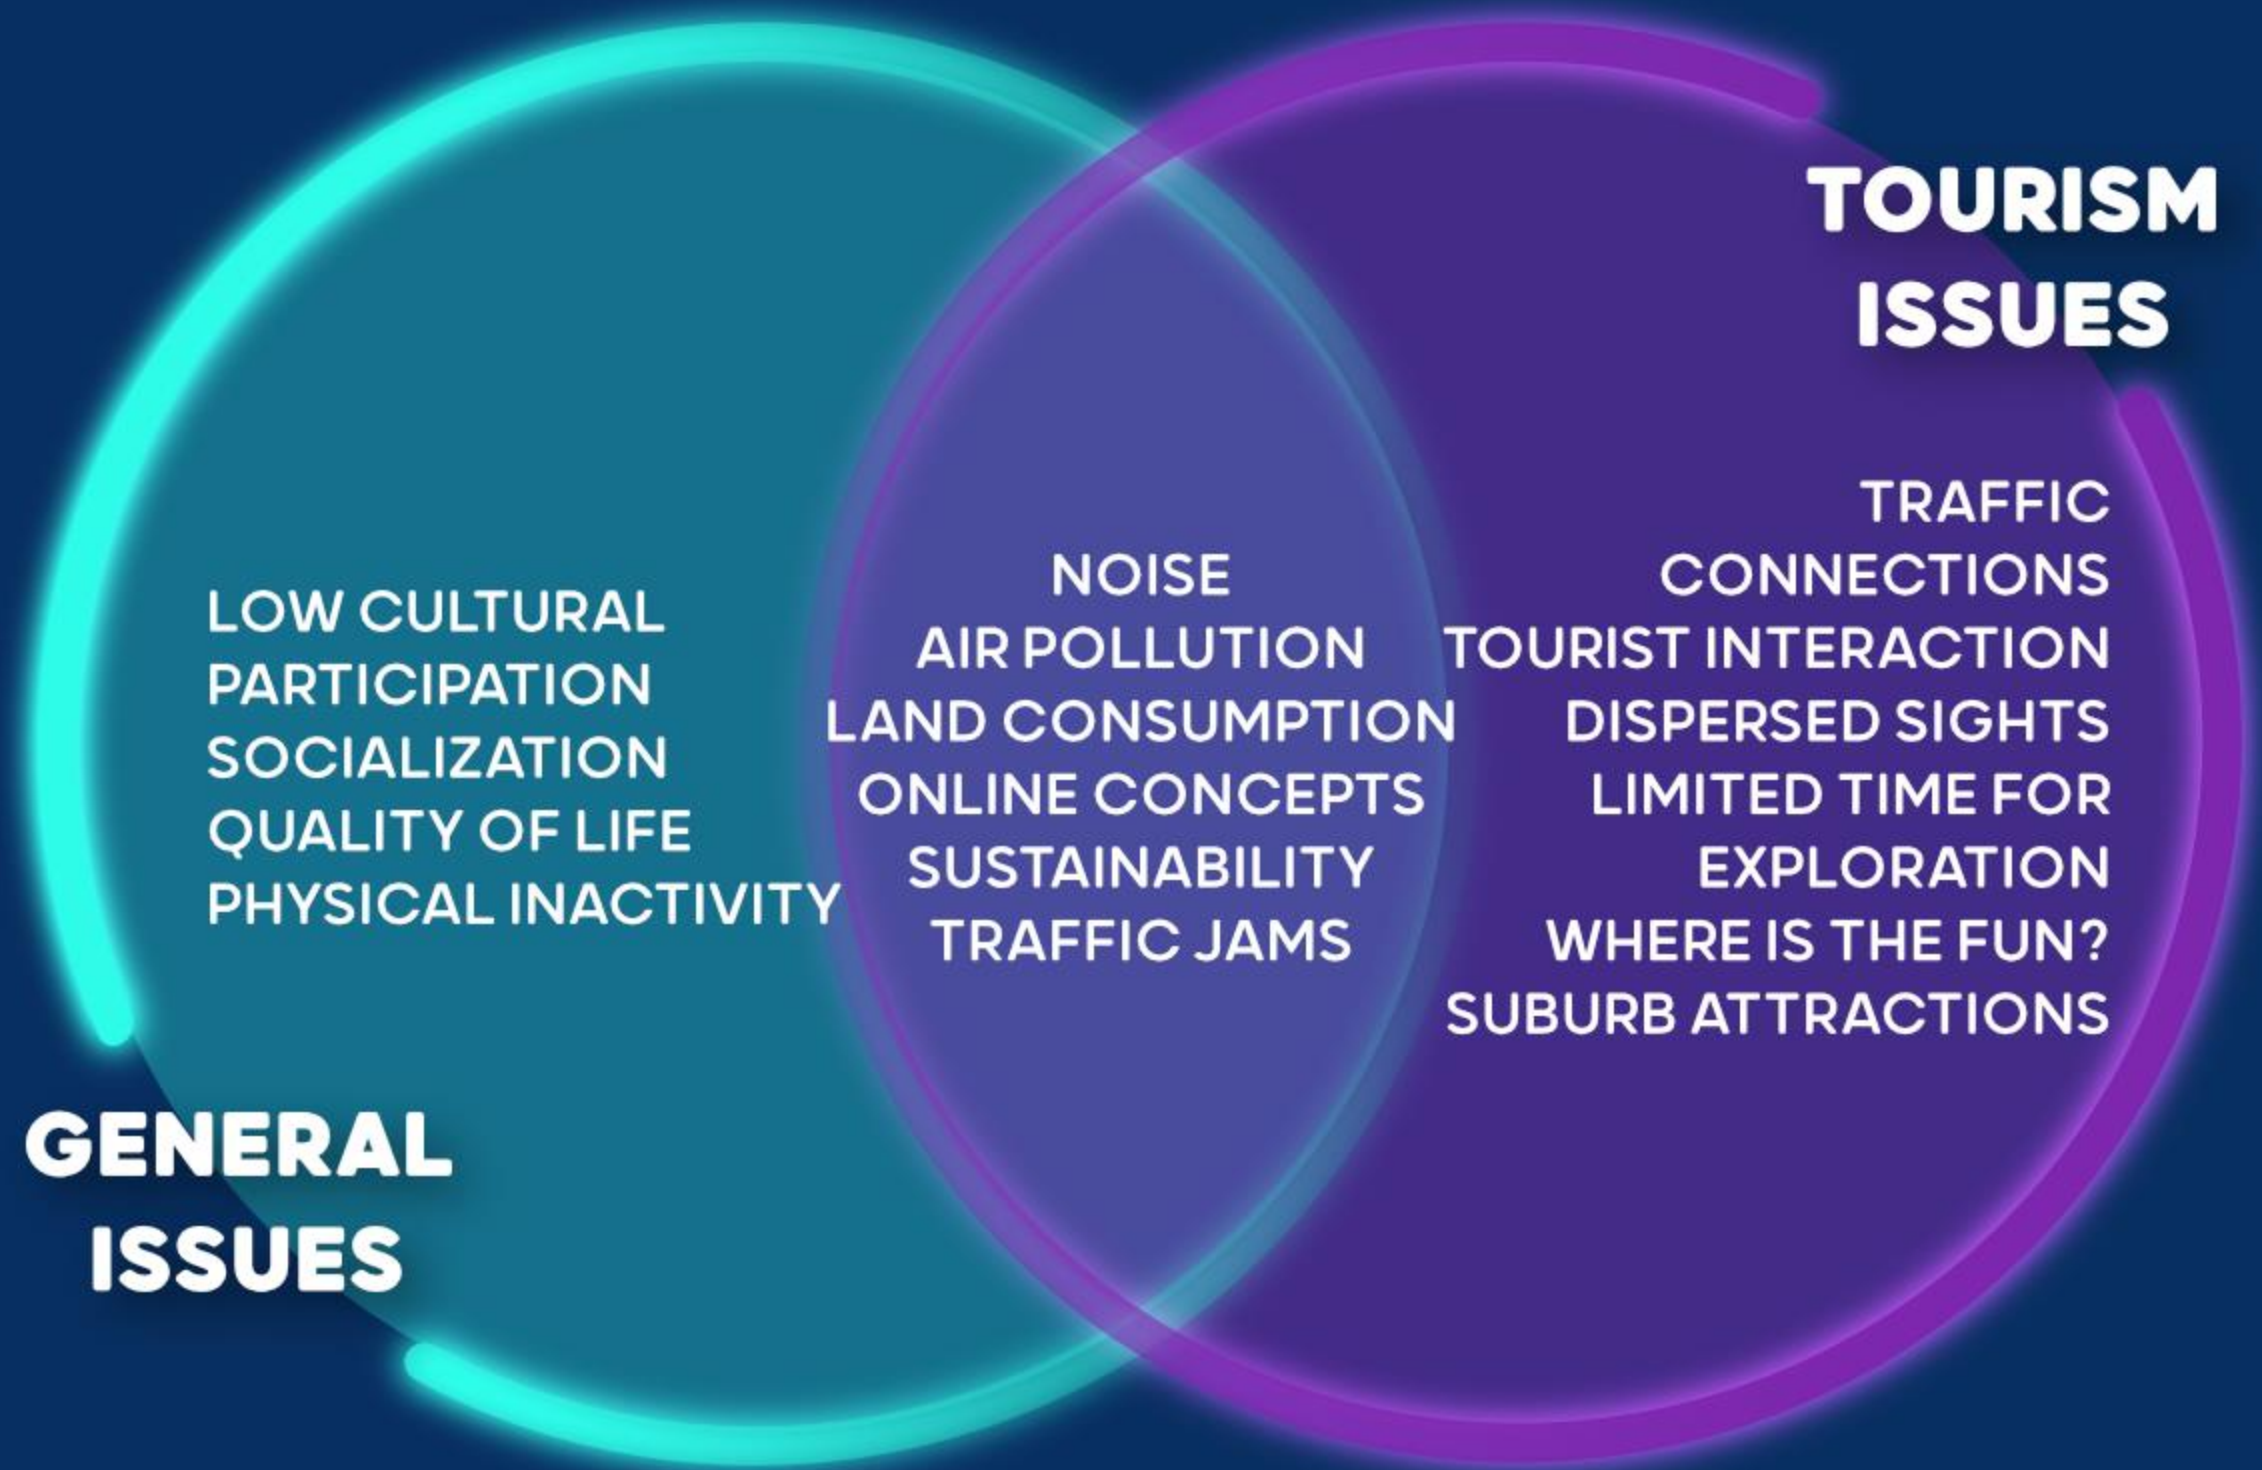 TOURISM
ISSUES
LOW CULTURAL
PARTICIPATION
SOCIALIZATION
QUALITY OF LIFE
PHYSICAL INACTIVITY
NOISE
AIR POLLUTION
LAND CONSUMPTION
ONLINE CONCEPTS
SUSTAINABILITY
TRAFFIC JAMS
TRAFFIC
CONNECTIONS
TOURIST INTERACTION
DISPERSED SIGHTS
LIMITED TIME FOR
EXPLORATION
WHERE IS THE FUN?
SUBURB ATTRACTIONS
GENERAL
ISSUES